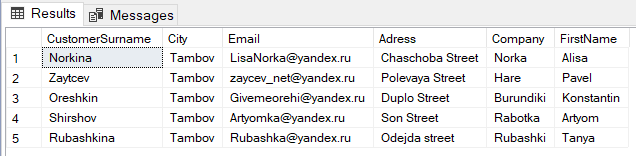 Results Messages
CustomerSurname City Email Adress Company FirstName
1 Norkina Tambov LisaNorka@yandex.ru Chaschoba Street Norka Alisa
2 Zaytcev Tambov zaycev_net@yandex.ru Polevaya Street Hare Pavel
3 Oreshkin Tambov Givemeorehi@yandex.ru Duplo Street Burundiki Konstantin
4 Shirshov Tambov Artyomka@yandex.ru Son Street Rabotka Artyom
5 Rubashkina Tambov Rubashka@yandex.ru Odejda street Rubashki Tanya